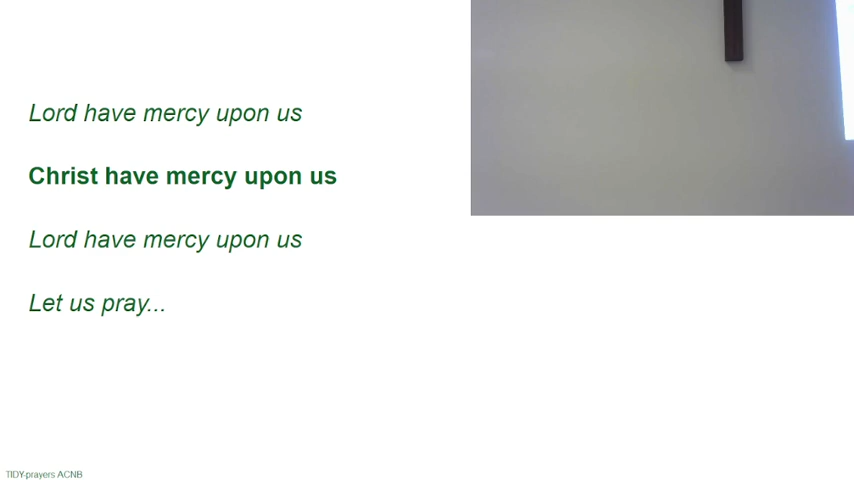 Lord have mercy upon us
Christ have mercy upon us
Lord have mercy upon us
Let us pray...
TIDY-prayers ACNB